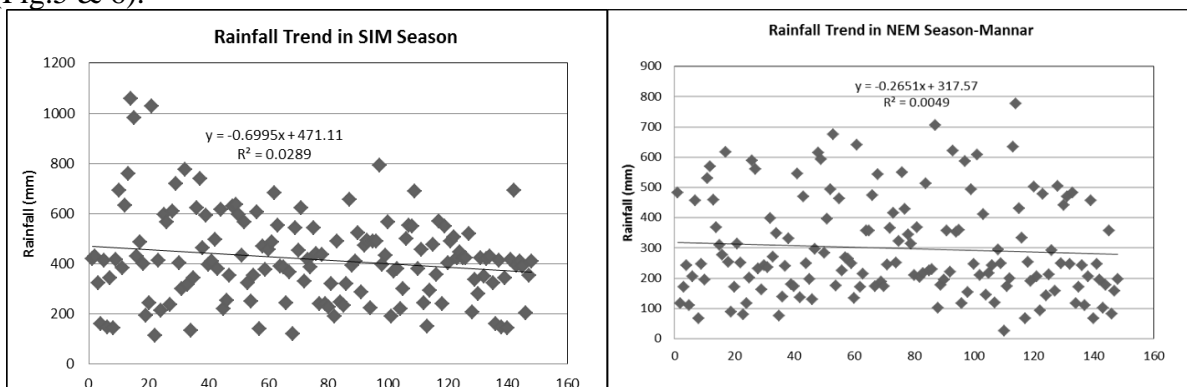 (Fig.5 & 6).
Rainfall Trend in SIM Season
Rainfall (mm)
1200
1000
800
600
400
200
0
y = -0.6995x + 471.11
R² = 0.0289
0 20 40 60 80 100 120 140 160
Rainfall Trend in NEM Season-Mannar
Rainfall (mm)
900
800
700
600
500
400
300
200
100
0
y = -0.2651x + 317.57
R² = 0.0049
0 20 40 60 80 100 120 140 160